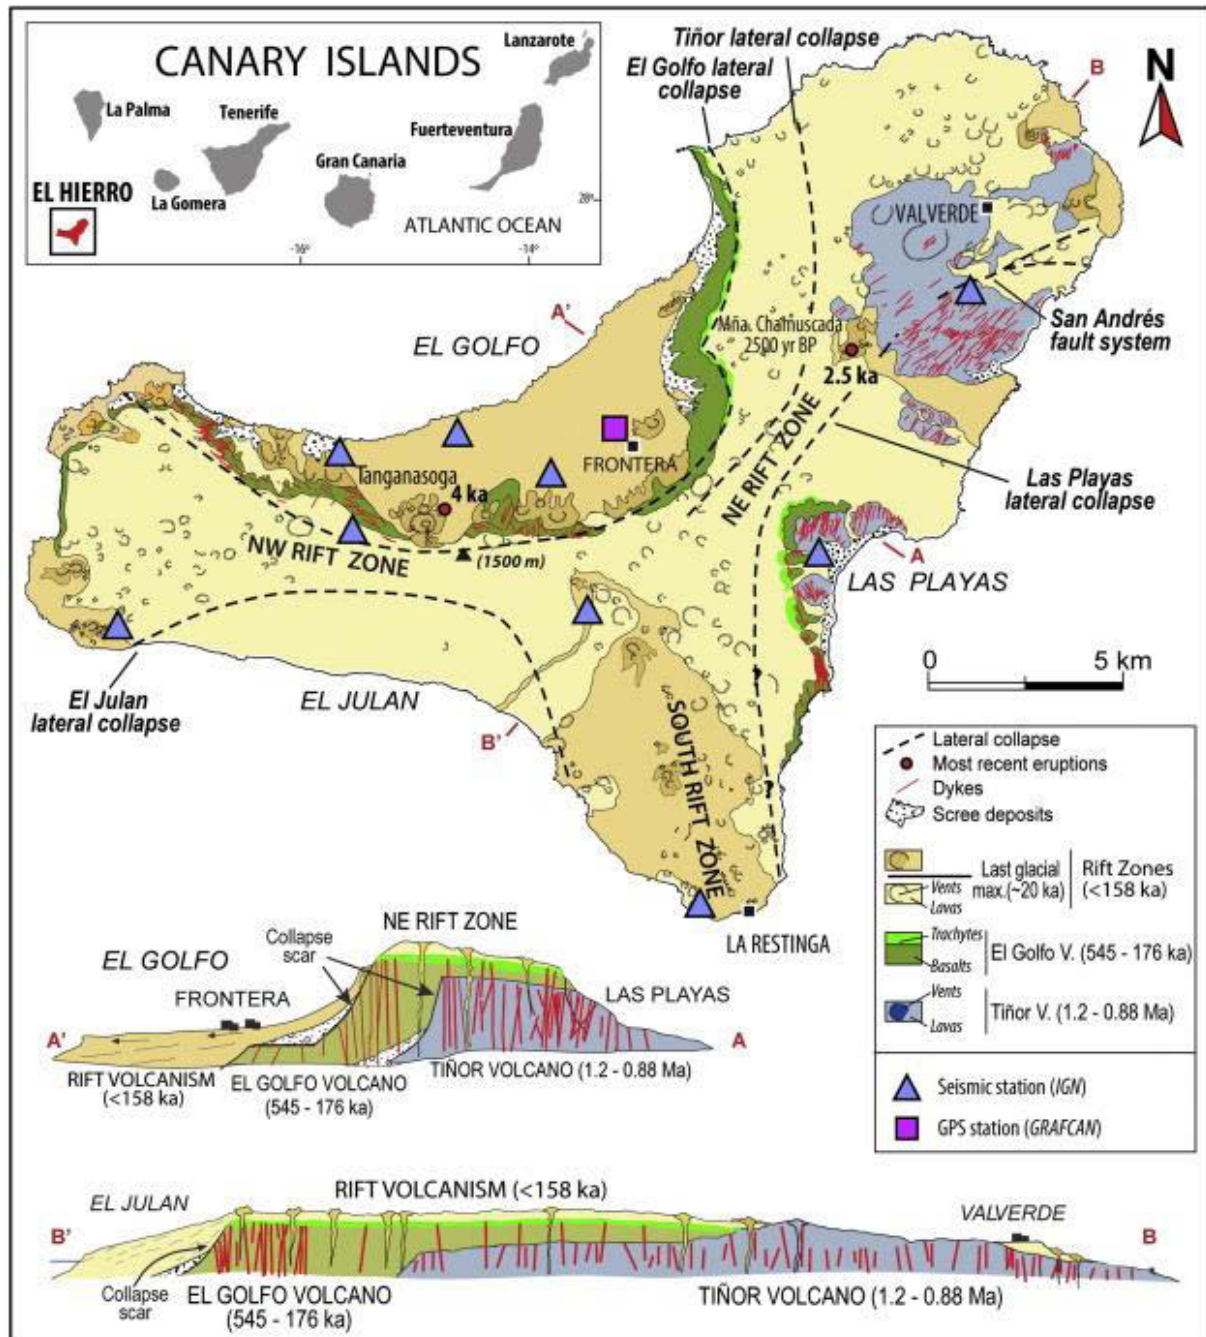 CANARY ISLANDS
Lanzarote
La Palma
Tenerife
Fuerteventura
Gran Canaria
La Gomera
EL HIERRO
28º
ATLANTIC OCEAN
-16º
-14º
Tiñor lateral collapse
El Golfo lateral
collapse
B
N
VALVERDE
A'
EL GOLFO
Mña. Chamuscada
2500 yr BP
2.5 ka
San Andrés
fault system
FRONTERA
Tanganasoga
4 ka
NE RIFT ZONE
Las Playas
lateral collapse
NW RIFT ZONE
(1500 m)
A
LAS PLAYAS
0
5 km
El Julan
lateral collapse
EL JULAN
B'
SOUTH RIFT ZONE
LA RESTINGA
Lateral collapse
Most recent eruptions
Dykes
Scree deposits
Last glacial
max.(~20 ka)
Vents
Lavas
Rift Zones
(<158 ka)
Trachytes
Basalts
El Golfo V. (545 - 176 ka)
Vents
Lavas
Tiñor V. (1.2 - 0.88 Ma)
Seismic station (IGN)
GPS station (GRAFCAN)
NE RIFT ZONE
Collapse
scar
EL GOLFO
FRONTERA
LAS PLAYAS
A'
A
RIFT VOLCANISM
(<158 ka)
EL GOLFO VOLCANO
(545 - 176 ka)
TIÑOR VOLCANO (1.2 - 0.88 Ma)
EL JULAN
RIFT VOLCANISM (<158 ka)
VALVERDE
B'
B
Collapse
scar
EL GOLFO VOLCANO
(545 - 176 ka)
TIÑOR VOLCANO (1.2 - 0.88 Ma)